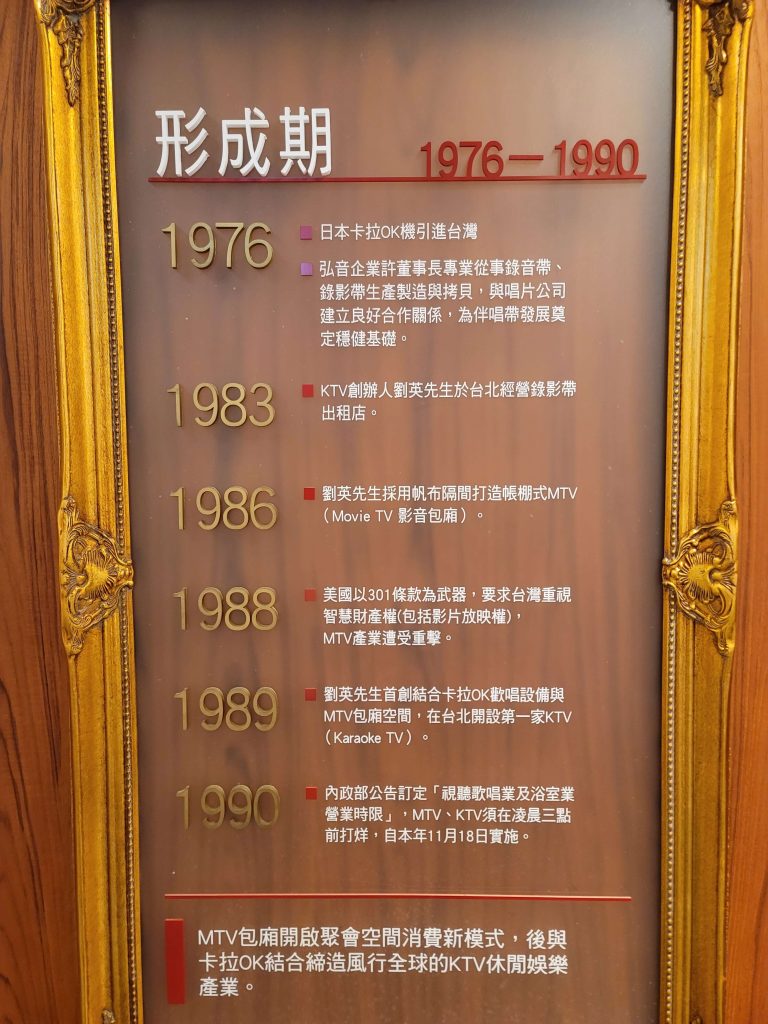 形成期 1976－1990
1976
日本卡拉OK機引進台灣
弘音企業許董事長專業從事錄音帶、
錄影帶生產製造與拷貝，與唱片公司
建立良好合作關係，為伴唱帶發展奠
定穩健基礎。
1983
KTV創辦人劉英先生於台北經營錄影帶
出租店。
1986
劉英先生採用帆布隔間打造帳棚式MTV
（Movie TV 影音包廂）。
1988
美國以301條款為武器，要求台灣重視
智慧財產權(包括影片放映權)，
MTV產業遭受重擊。
1989
劉英先生首創結合卡拉OK歡唱設備與
MTV包廂空間，在台北開設第一家KTV
（Karaoke TV）。
1990
內政部公告訂定「視聽歌唱業及浴室業
營業時限」，MTV、KTV須在凌晨三點
前打烊，自本年11月18日實施。
MTV包廂開啟聚會空間消費新模式，後與
卡拉OK結合締造風行全球的KTV休閒娛樂
產業。